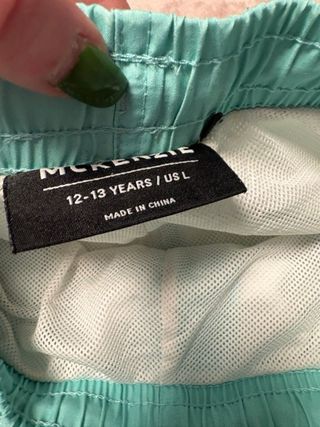 MCKENZIE
12-13 YEARS / US L
MADE IN CHINA